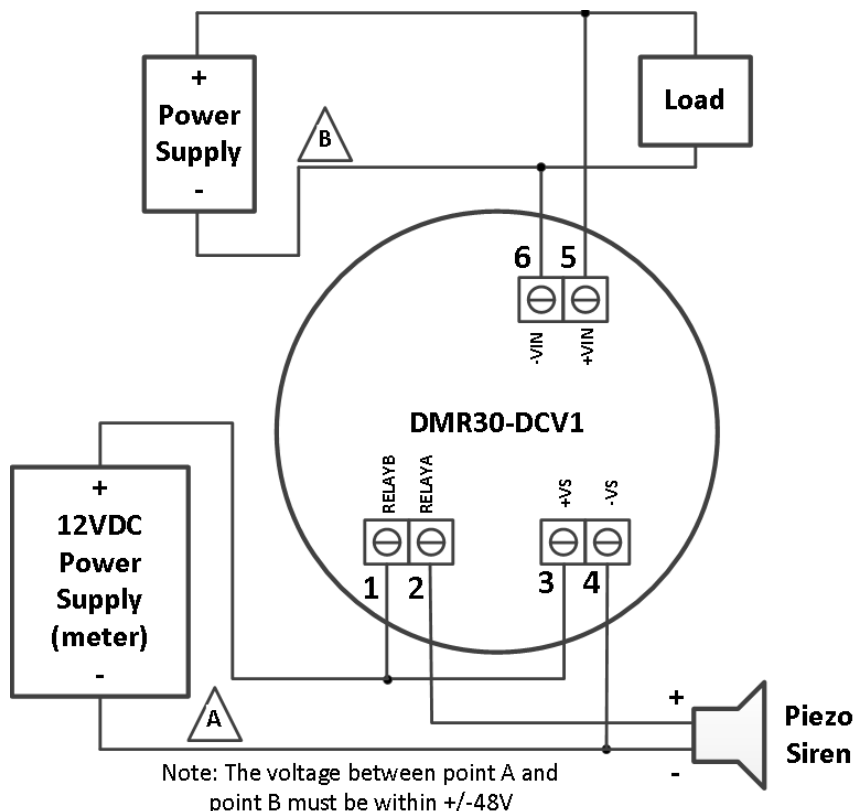 +
Power
Supply
-
B
Load
6 5
-VIN
+VIN
DMR30-DCV1
RELAYB
RELAYA
+VS
-VS
1 2 3 4
+
12VDC
Power
Supply
(meter)
-
A
+
-
Piezo
Siren
Note: The voltage between point A and
point B must be within +/-48V